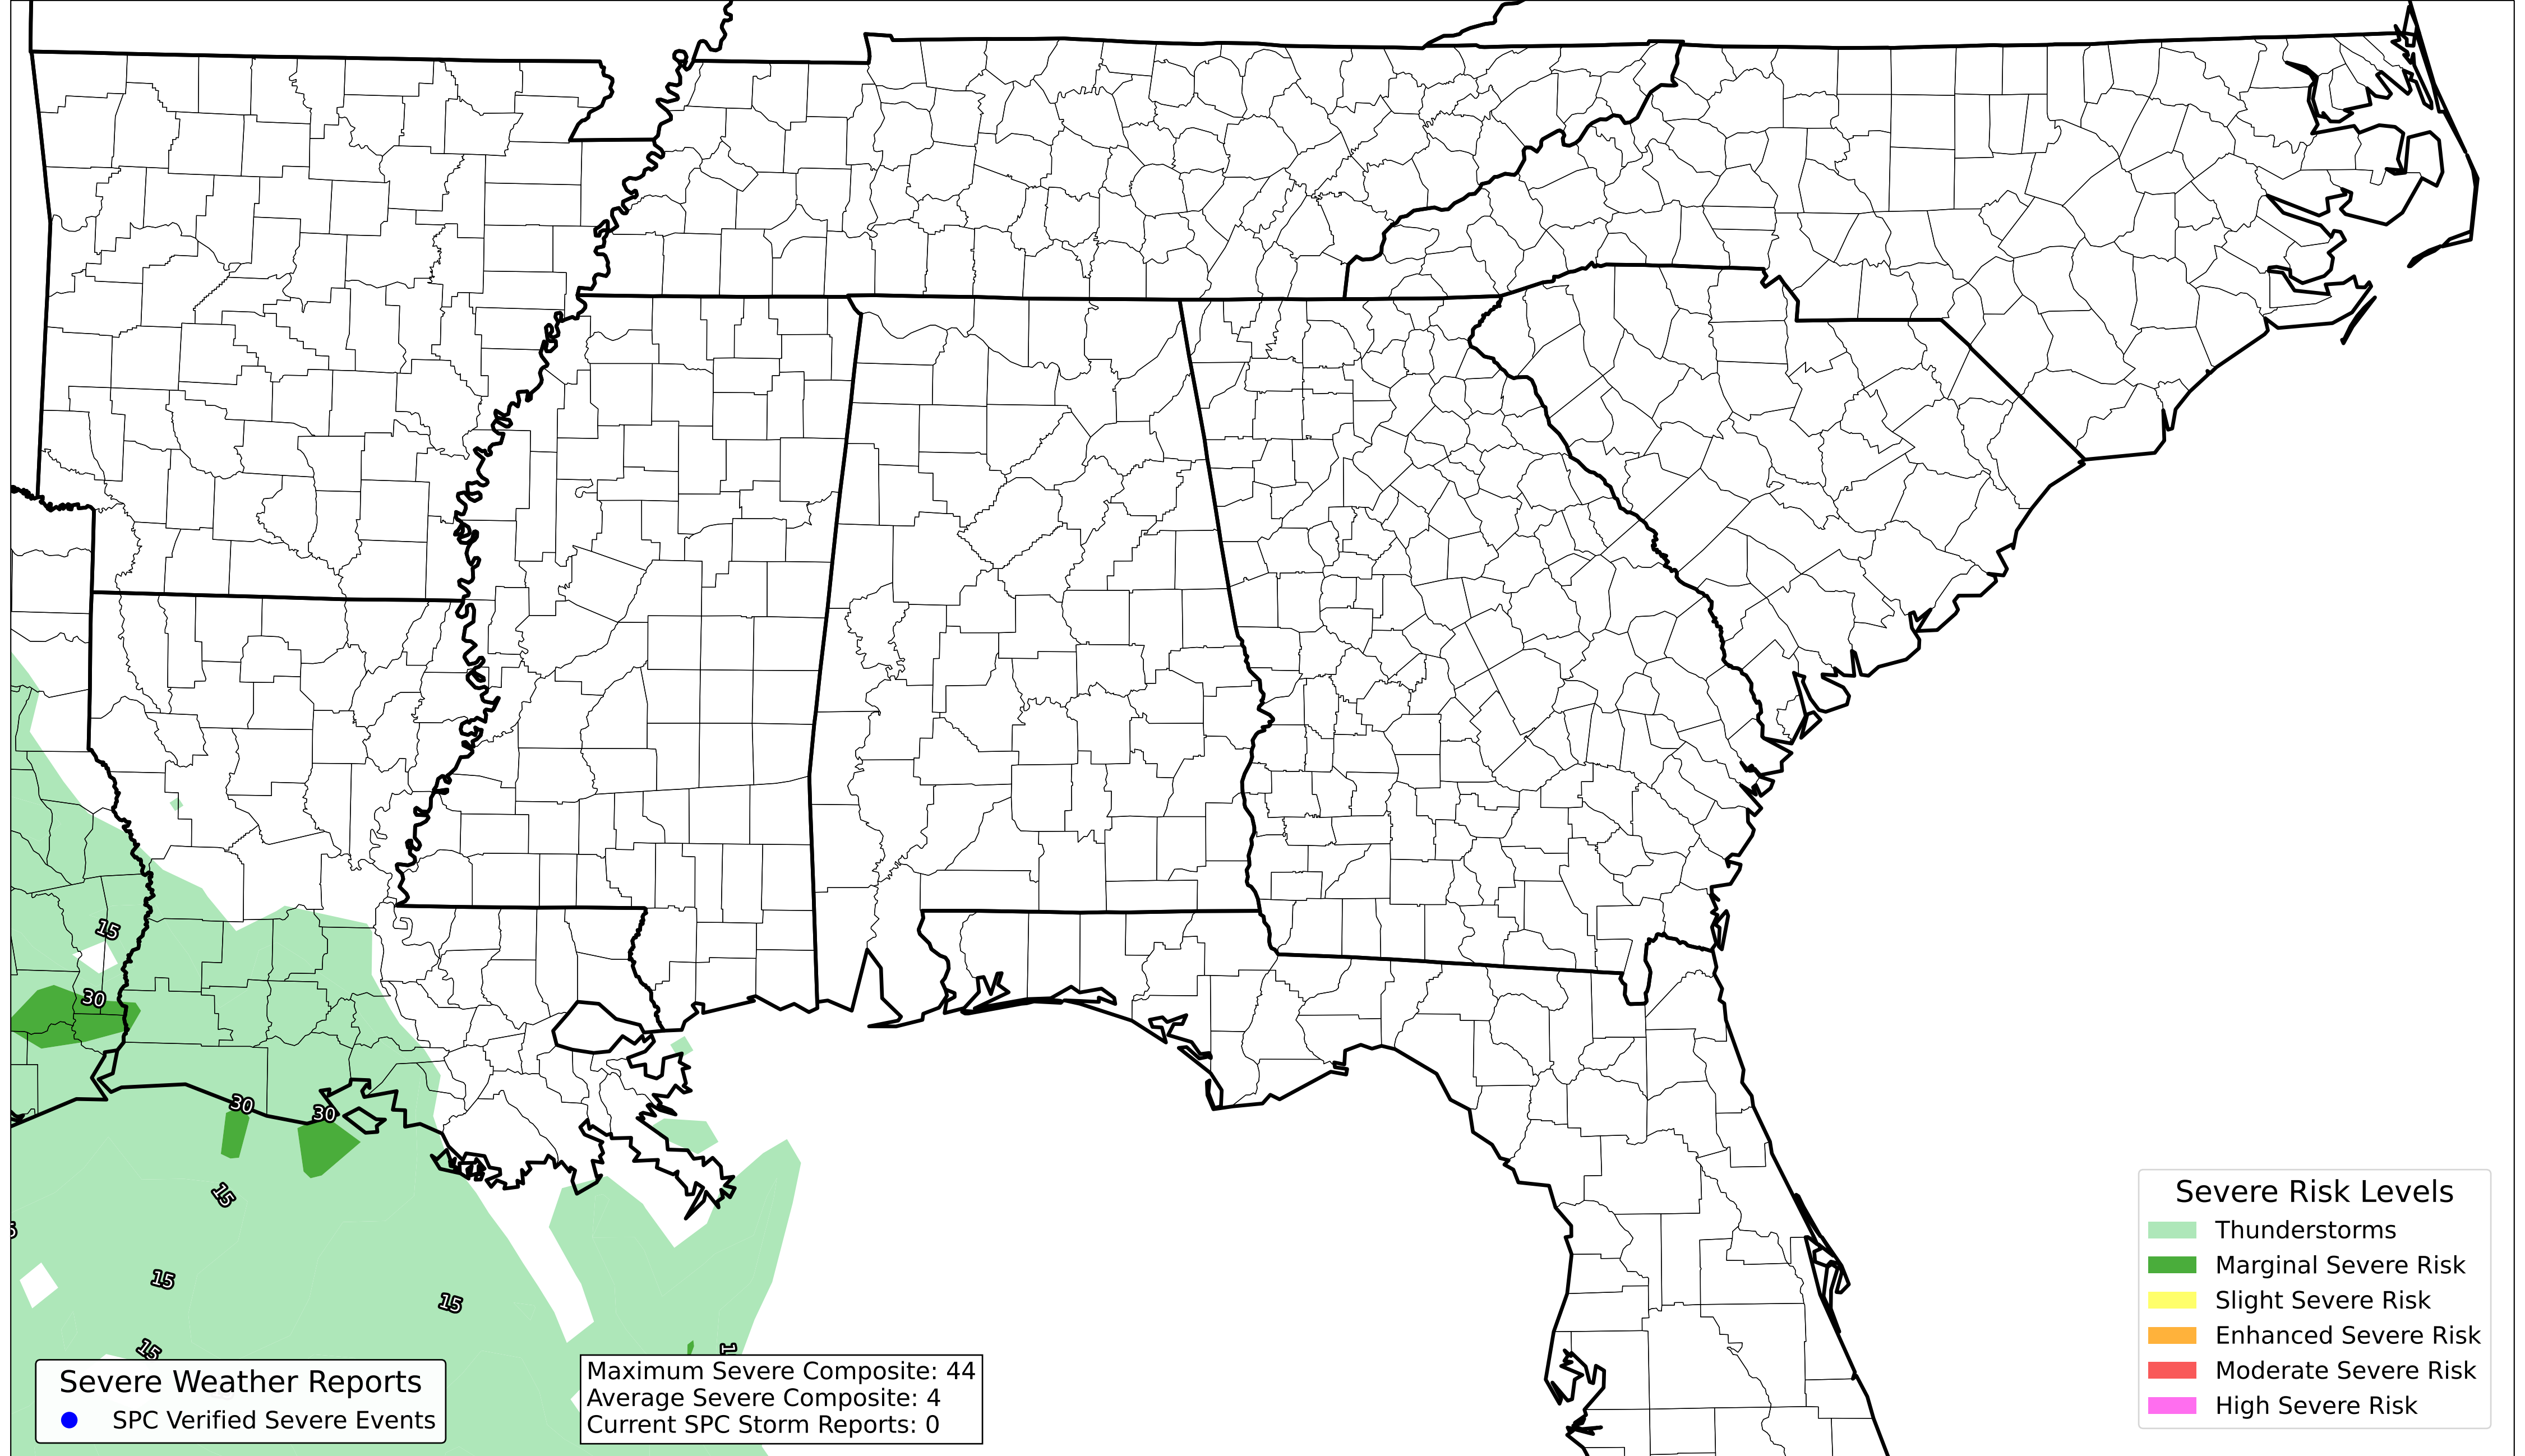 15
30
30
30
15
15
15
15
Severe Weather Reports
SPC Verified Severe Events
Maximum Severe Composite: 44
Average Severe Composite: 4
Current SPC Storm Reports: 0
Severe Risk Levels
Thunderstorms
Marginal Severe Risk
Slight Severe Risk
Enhanced Severe Risk
Moderate Severe Risk
High Severe Risk